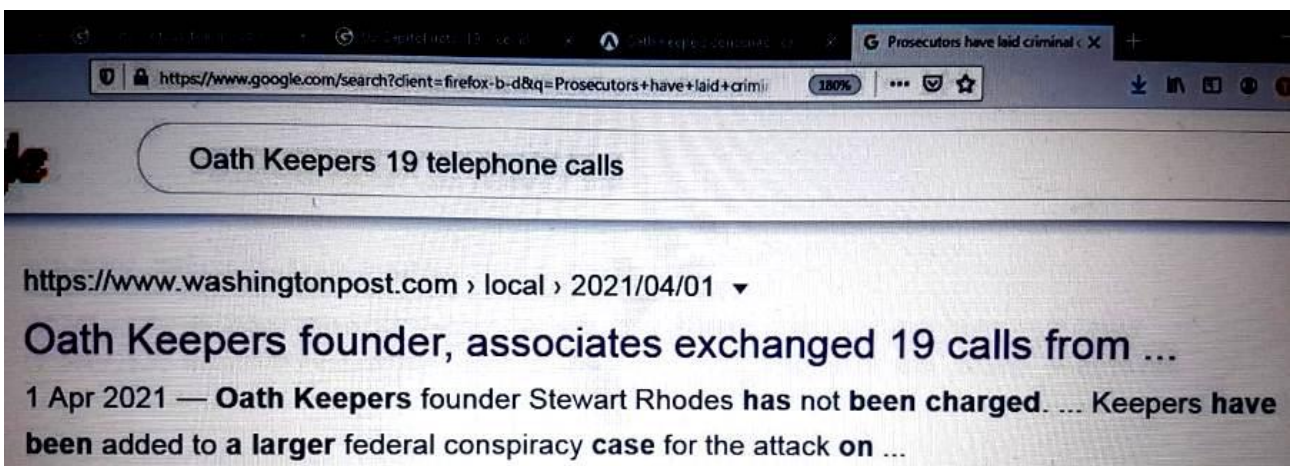 G Prosecutors have laid criminal c X
https://www.google.com/search?client=firefox-b-d&q=Prosecutors+have+laid+crimi
180%
Oath Keepers 19 telephone calls
https://www.washingtonpost.com › local › 2021/04/01
Oath Keepers founder, associates exchanged 19 calls from ...
1 Apr 2021 — Oath Keepers founder Stewart Rhodes has not been charged. ... Keepers have
been added to a larger federal conspiracy case for the attack on ...